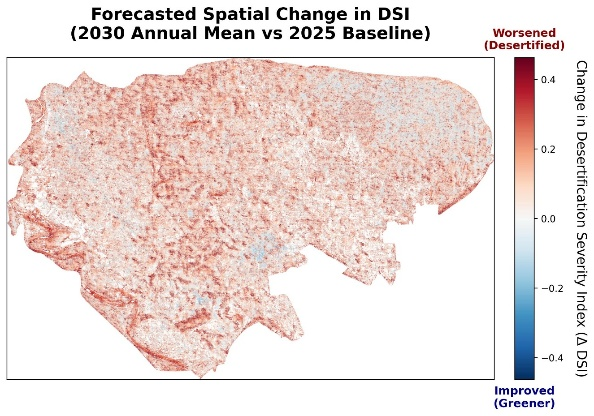 Forecasted Spatial Change in DSI
(2030 Annual Mean vs 2025 Baseline)
Worsened
(Desertified)
0.4
0.2
0.0
−0.2
−0.4
Change in Desertification Severity Index (Δ DSI)
Improved
(Greener)